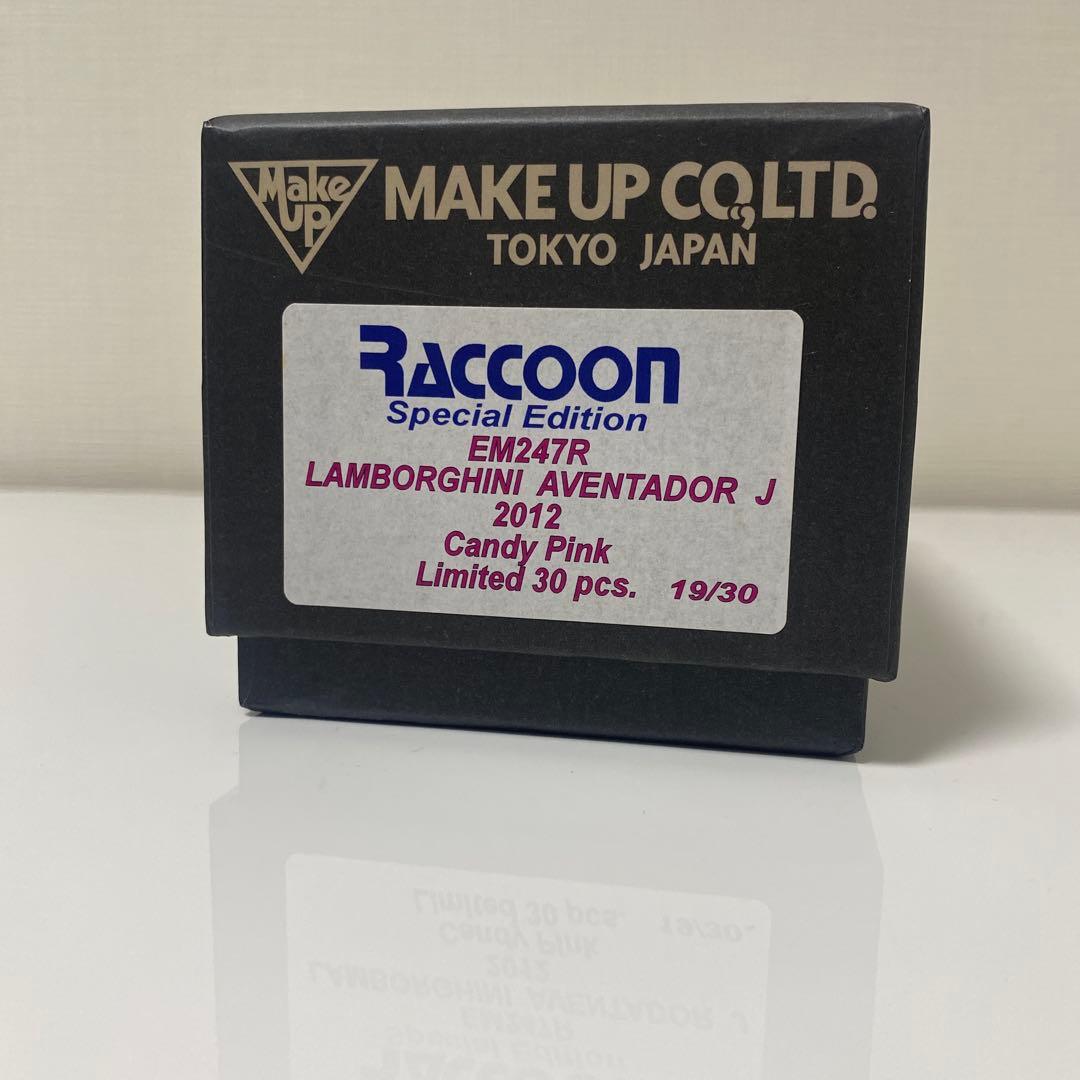 Make Up
MAKE UP CO.,LTD.
TOKYO JAPAN
RACCOON
Special Edition
EM247R
LAMBORGHINI AVENTADOR J
2012
Candy Pink
Limited 30 pcs. 19/30